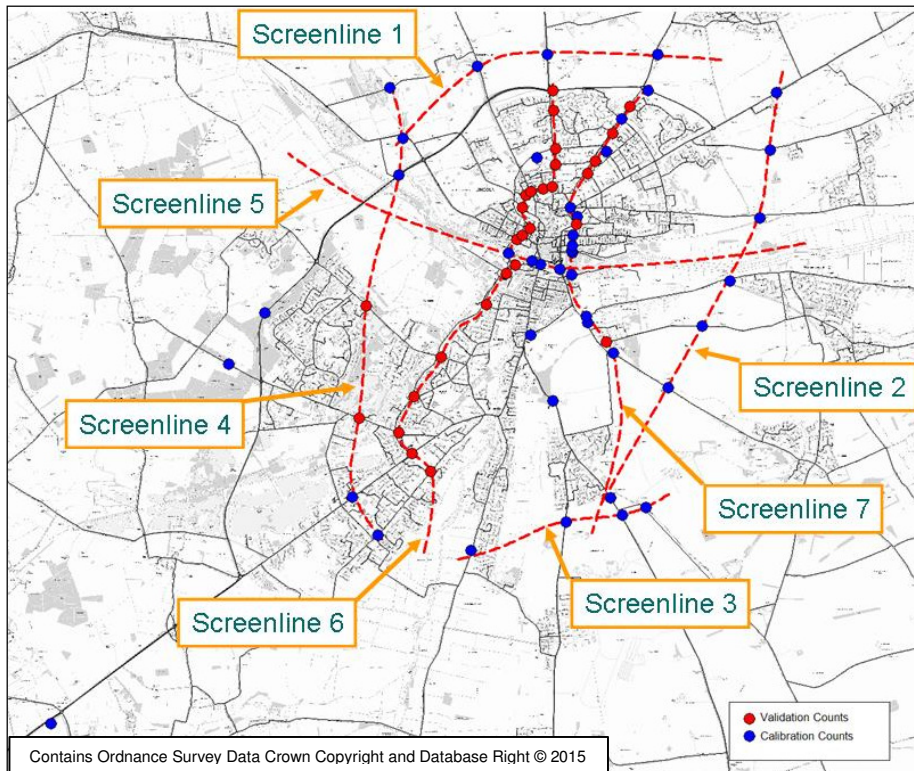 Screenline 1
Screenline 5
Screenline 2
Screenline 4
Screenline 7
Screenline 3
Screenline 6
Validation Counts
Calibration Counts
Contains Ordnance Survey Data Crown Copyright and Database Right © 2015